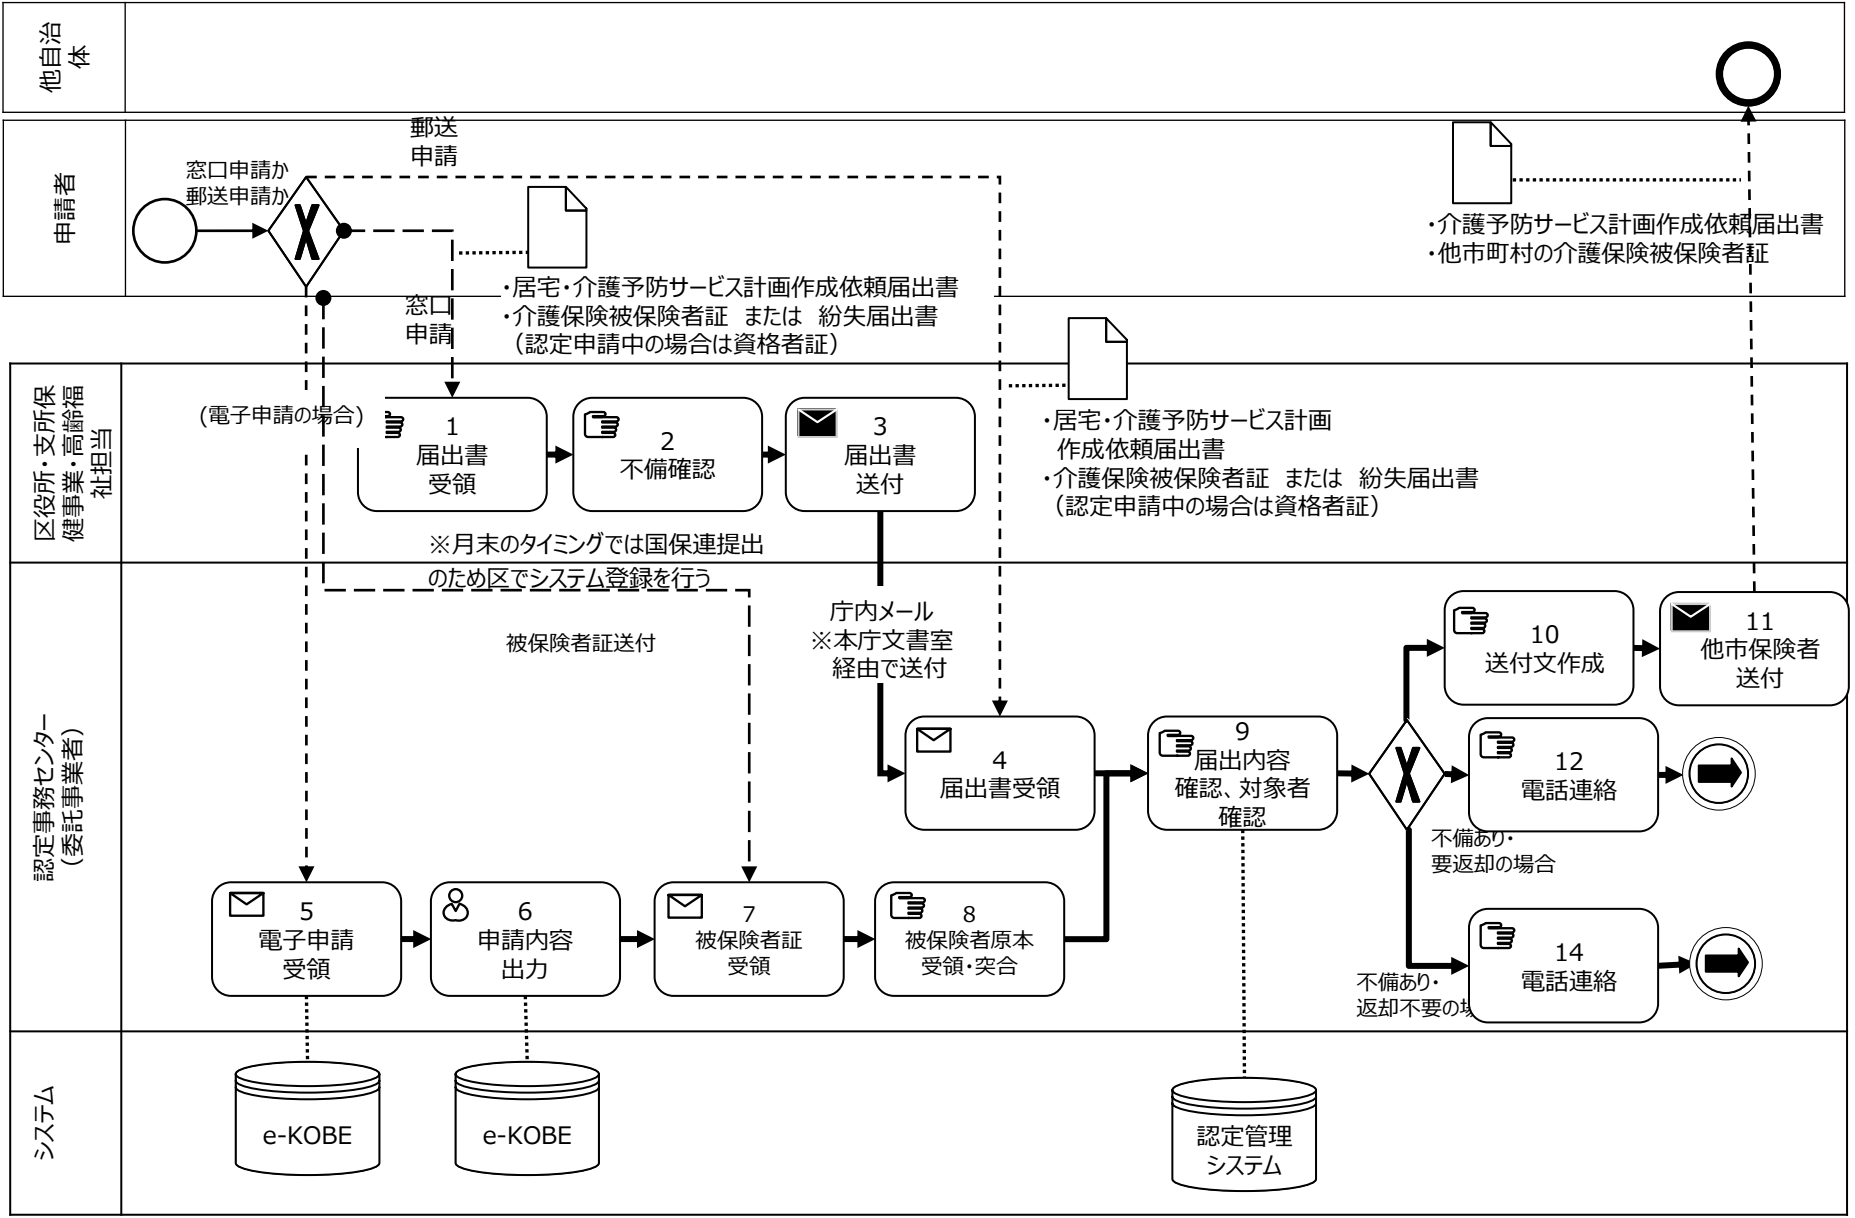 他自治
体
申請者
窓口申請か
郵送申請か
郵送
申請
窓口
申請
・居宅・介護予防サービス計画作成依頼届出書
・介護保険被保険者証　または　紛失届出書
（認定申請中の場合は資格者証）
・介護予防サービス計画作成依頼届出書
・他市町村の介護保険被保険者証
区役所・支所保
健事業・高齢福
祉担当
(電子申請の場合)
1
届出書
受領
2
不備確認
3
届出書
送付
・居宅・介護予防サービス計画
作成依頼届出書
・介護保険被保険者証　または　紛失届出書
（認定申請中の場合は資格者証）
※月末のタイミングでは国保連提出
のため区でシステム登録を行う
認定事務センター
（委託事業者）
被保険者証送付
庁内メール
※本庁文書室
経由で送付
4
届出書受領
5
電子申請
受領
6
申請内容
出力
7
被保険者証
受領
8
被保険者原本
受領・突合
9
届出内容
確認、対象者
確認
10
送付文作成
11
他市保険者
送付
12
電話連絡
不備あり・
要返却の場合
14
電話連絡
不備あり・
返却不要の場
システム
e-KOBE
e-KOBE
認定管理
システム